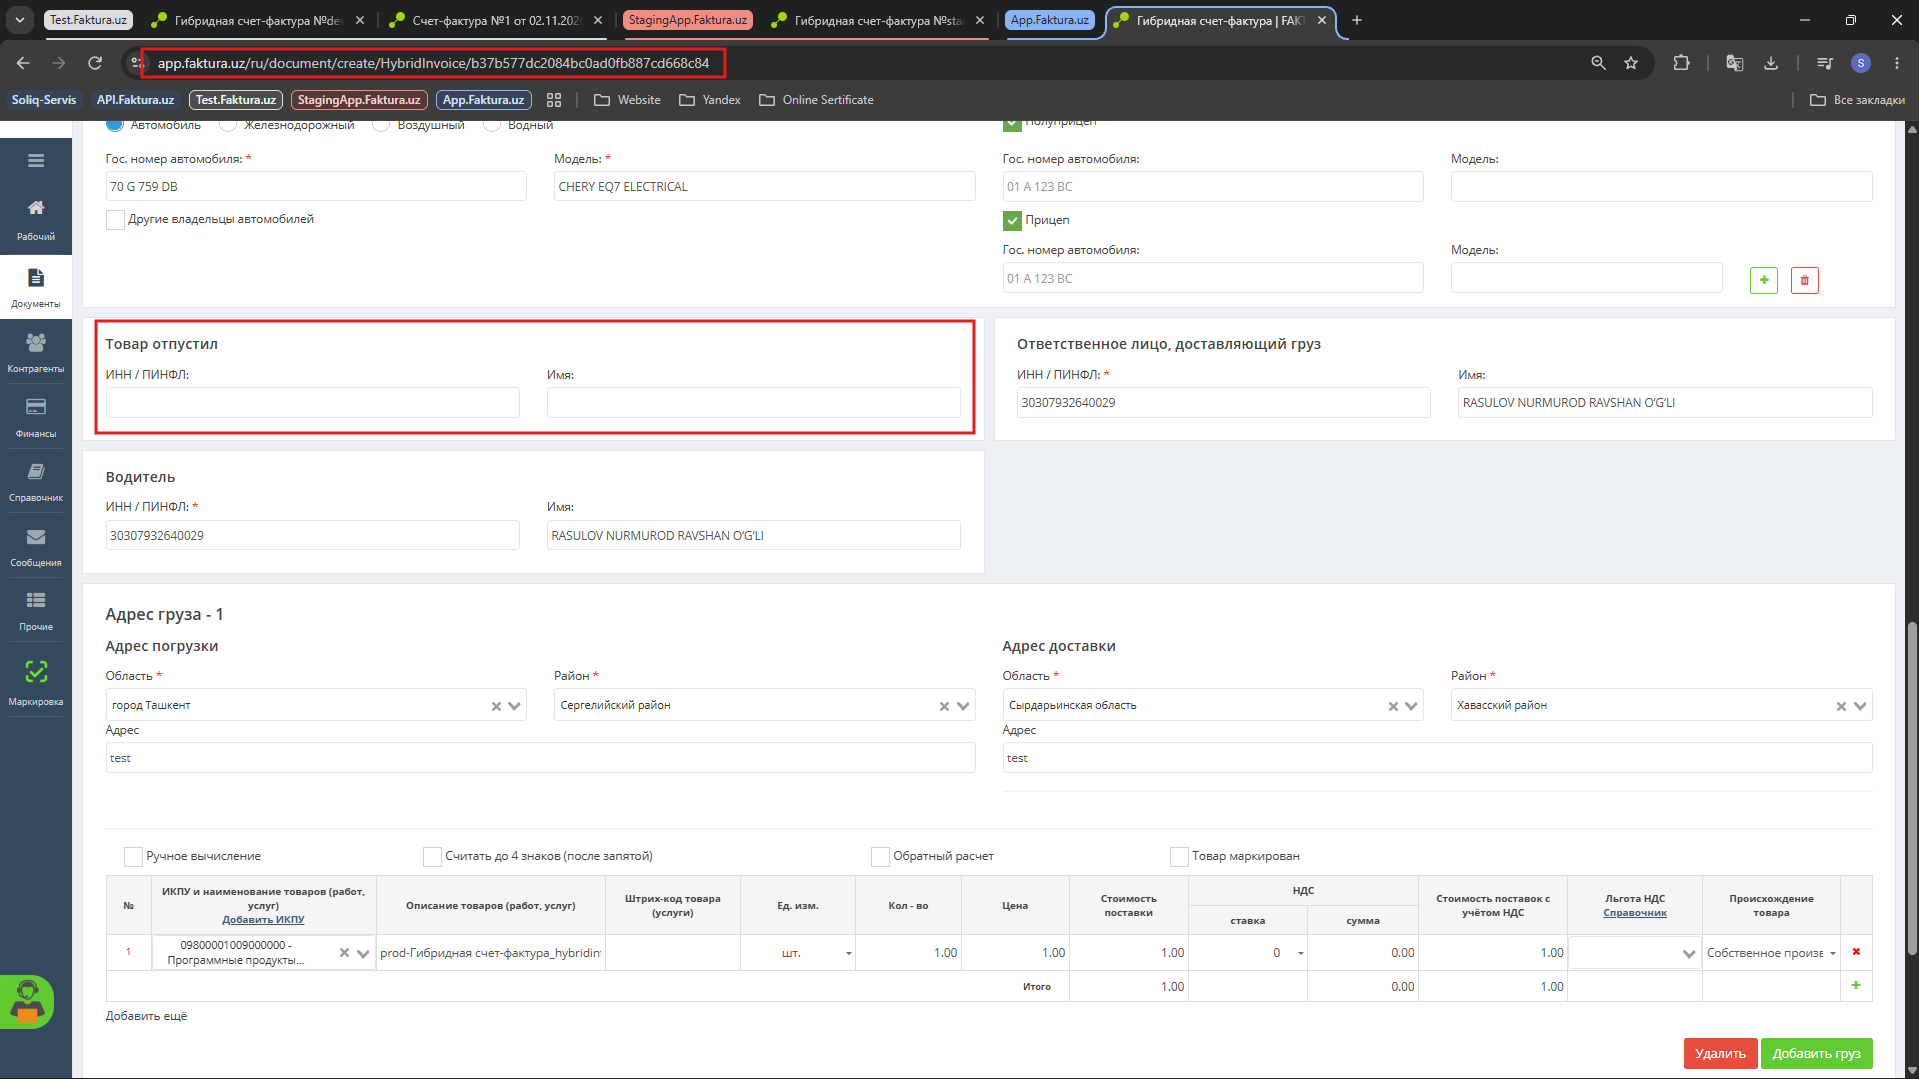 Test.Faktura.uz
Гибридная счет-фактура №de
Счет-фактура №1 от 02.11.202
StagingApp.Faktura.uz
Гибридная счет-фактура №sta
App.Faktura.uz
Гибридная счет-фактура | FAK
app.faktura.uz/ru/document/create/HybridInvoice/b37b577dc2084bc0ad0fb887cd668c84
S
Soliq-Servis
API.Faktura.uz
Test.Faktura.uz
StagingApp.Faktura.uz
App.Faktura.uz
Website
Yandex
Online Sertificate
Все закладки
Автомобиль
Железнодорожный
Воздушный
Водный
Полуприцеп
Гос. номер автомобиля: *
Модель: *
Гос. номер автомобиля:
Модель:
70 G 759 DB
CHERY EQ7 ELECTRICAL
01 A 123 BC
Другие владельцы автомобилей
Прицеп
Гос. номер автомобиля:
Модель:
01 A 123 BC
Рабочий
Документы
Контрагенты
Финансы
Справочник
Сообщения
Прочие
Маркировка
Товар отпустил
ИНН / ПИНФЛ:
Имя:
Ответственное лицо, доставляющий груз
ИНН / ПИНФЛ: *
Имя:
30307932640029
RASULOV NURMUROD RAVSHAN O‘G‘LI
Водитель
ИНН / ПИНФЛ: *
Имя:
30307932640029
RASULOV NURMUROD RAVSHAN O‘G‘LI
Адрес груза - 1
Адрес погрузки
Адрес доставки
Область *
Район *
Область *
Район *
город Ташкент
Сергелийский район
Сырдарьинская область
Хавасский район
Адрес
Адрес
test
test
Ручное вычисление
Считать до 4 знаков (после запятой)
Обратный расчет
Товар маркирован
№
ИКПУ и наименование товаров (работ, услуг)
Добавить ИКПУ
Описание товаров (работ, услуг)
Штрих-код товара (услуги)
Ед. изм.
Кол - во
Цена
Стоимость поставки
НДС
ставка
сумма
Стоимость поставок с учётом НДС
Льгота НДС
Справочник
Происхождение товара
1
09800001009000000 -
Программные продукты...
prod-Гибридная счет-фактура_hybridin
шт.
1.00
1.00
1.00
0
0.00
1.00
Собственное произв
Итого
1.00
0.00
1.00
Добавить ещё
Удалить
Добавить груз